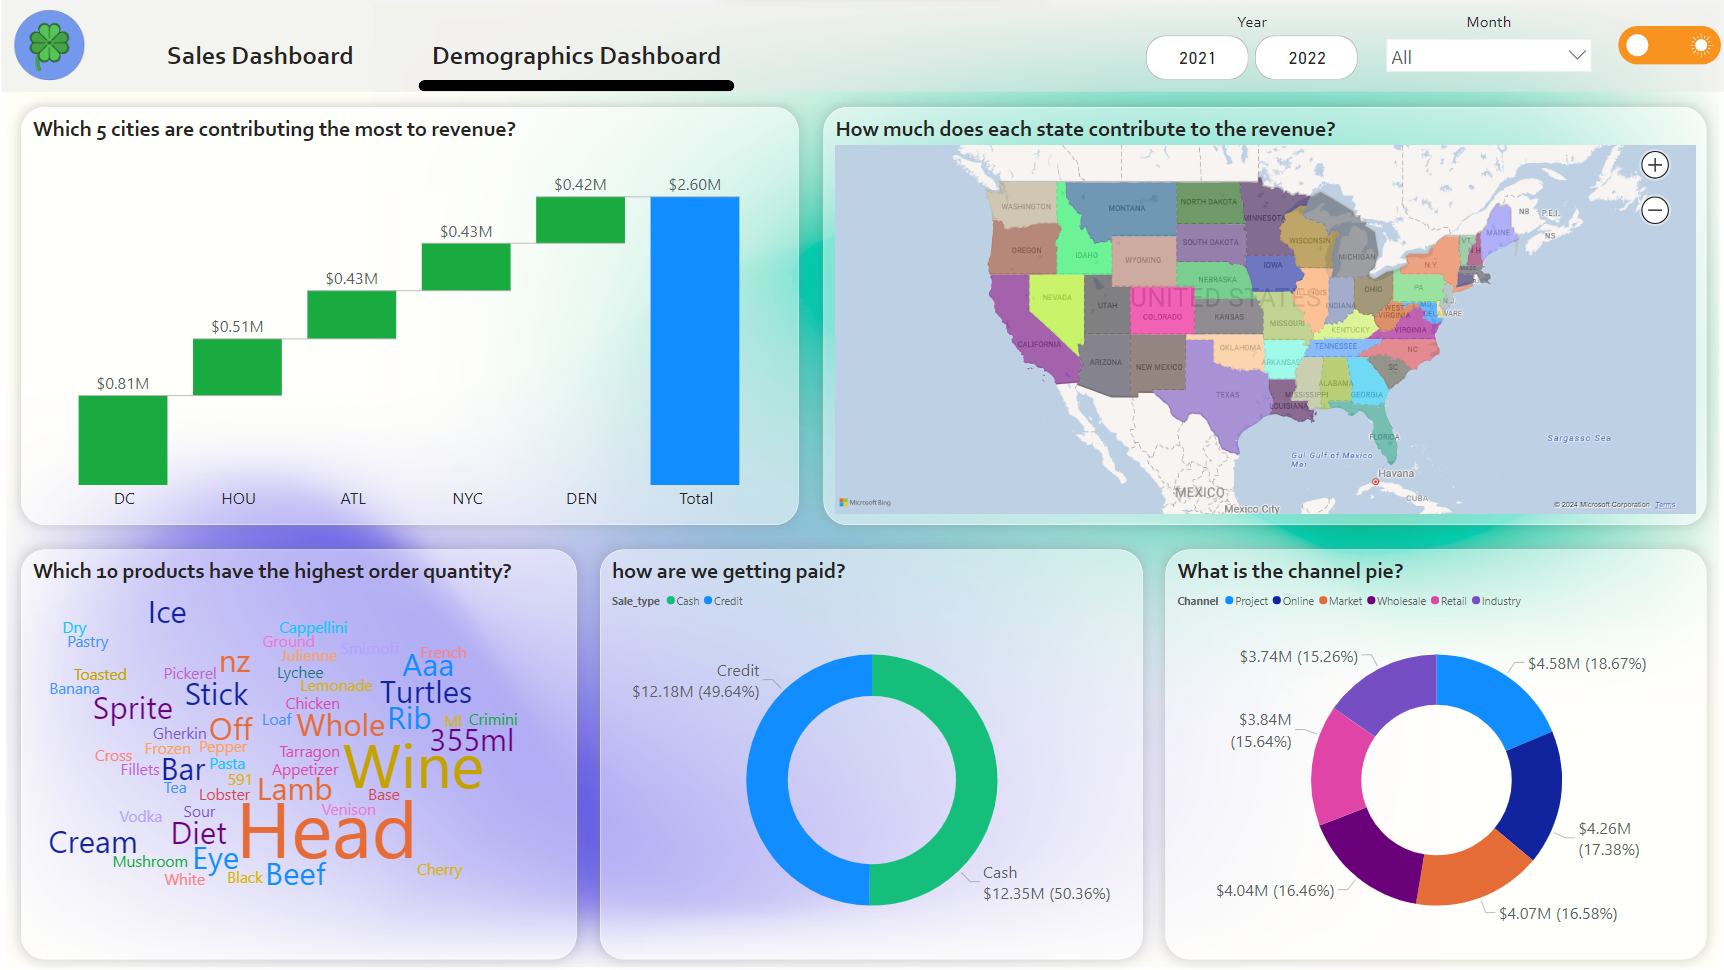 Sales Dashboard
Demographics Dashboard
Year
2021
2022
Month
All
Which 5 cities are contributing the most to revenue?
$0.81M
$0.51M
$0.43M
$0.43M
$0.42M
$2.60M
DC
HOU
ATL
NYC
DEN
Total
How much does each state contribute to the revenue?
+
−
WASHINGTON
MONTANA
NORTH DAKOTA
MINNESOTA
NB
P.E.I.
MAINE
NS
OREGON
IDAHO
SOUTH DAKOTA
WISCONSIN
MICHIGAN
VT
N.H.
N.Y.
WYOMING
IOWA
NEBRASKA
PA
N.J.
NEVADA
UTAH
UNITED STATES
ILLINOIS
INDIANA
OHIO
MD
DELAWARE
COLORADO
KANSAS
MISSOURI
WEST
VIRGINIA
KENTUCKY
VIRGINIA
CALIFORNIA
ARIZONA
NEW MEXICO
OKLAHOMA
ARKANSAS
TENNESSEE
NC
SC
TEXAS
MISSISSIPPI
ALABAMA
GEORGIA
LOUISIANA
FLORIDA
Gul Gulf of Mexico
Mex
Sargasso Sea
Havana
CUBA
MEXICO
Mexico City
Microsoft Bing
© 2024 Microsoft Corporation
Terms
Which 10 products have the highest order quantity?
Ice
Dry
Cappellini
Pastry
Ground
Smirnoff
Julienne
French
nz
Aaa
Toasted
Pickerel
Lychee
Banana
Stick
Lemonade
Turtles
Sprite
Chicken
Loaf
Whole
Rib
Ml
Crimini
Gherkin
Off
355ml
Cross
Frozen
Pepper
Tarragon
Fillets
Bar
Pasta
Appetizer
Wine
591
Tea
Lobster
Lamb
Base
Vodka
Sour
Venison
Cream
Diet
Head
Mushroom
Eye
White
Black
Beef
Cherry
how are we getting paid?
Sale_type
Cash
Credit
Credit
$12.18M (49.64%)
Cash
$12.35M (50.36%)
What is the channel pie?
Channel
Project
Online
Market
Wholesale
Retail
Industry
$3.74M (15.26%)
$4.58M (18.67%)
$3.84M
(15.64%)
$4.26M
(17.38%)
$4.04M (16.46%)
$4.07M (16.58%)